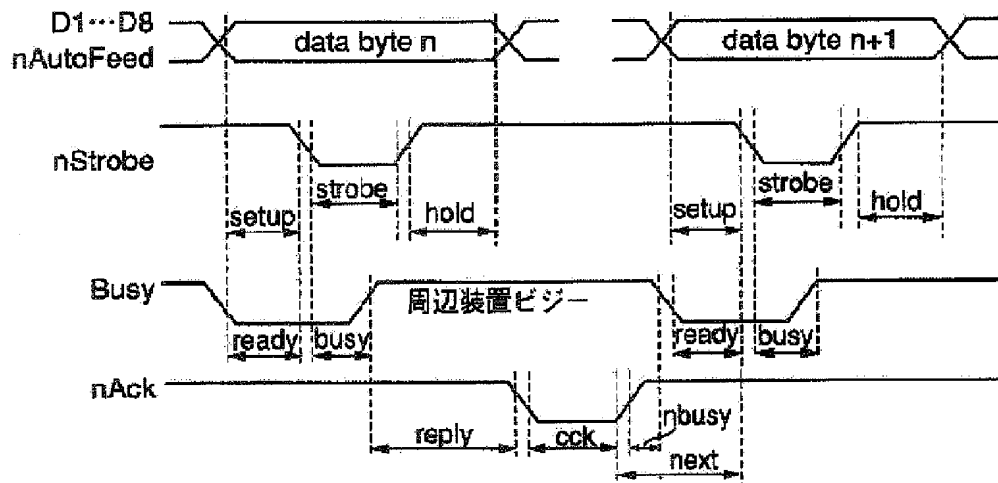 D1…D8
data byte n
data byte n+1
nAutoFeed
nStrobe
strobe
strobe
setup
hold
setup
hold
Busy
周辺装置ビジー
ready
busy
ready
busy
nAck
nbusy
reply
cck
next